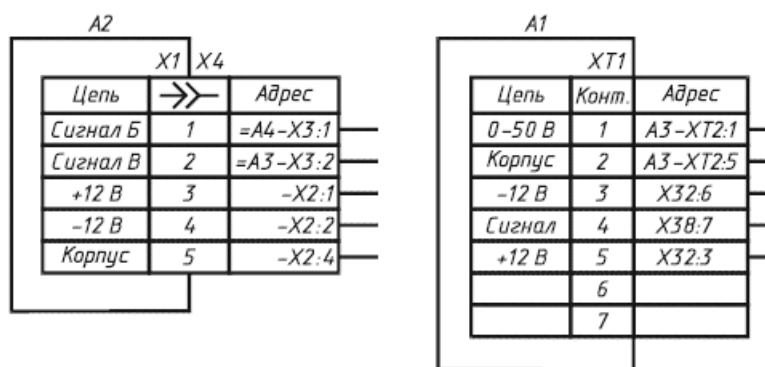 A2
X1 X4
Цепь Адрес
Сигнал Б 1 =A4-X3:1
Сигнал В 2 =A3-X3:2
+12 В 3 -X2:1
-12 В 4 -X2:2
Корпус 5 -X2:4
A1
XT1
Цепь Конт. Адрес
0-50 В 1 A3-XT2:1
Корпус 2 A3-XT2:5
-12 В 3 X32:6
Сигнал 4 X38:7
+12 В 5 X32:3
6
7